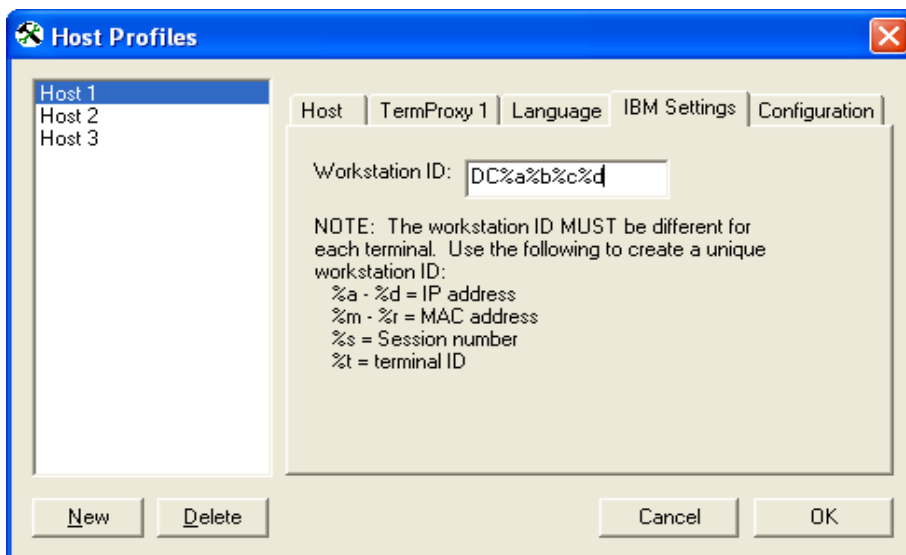 Host Profiles
Host 1
Host 2
Host 3
Host
TermProxy 1
Language
IBM Settings
Configuration
Workstation ID: DC%a%b%c%d
NOTE: The workstation ID MUST be different for
each terminal. Use the following to create a unique
workstation ID:
%a - %d = IP address
%m - %r = MAC address
%s = Session number
%t = terminal ID
New
Delete
Cancel
OK